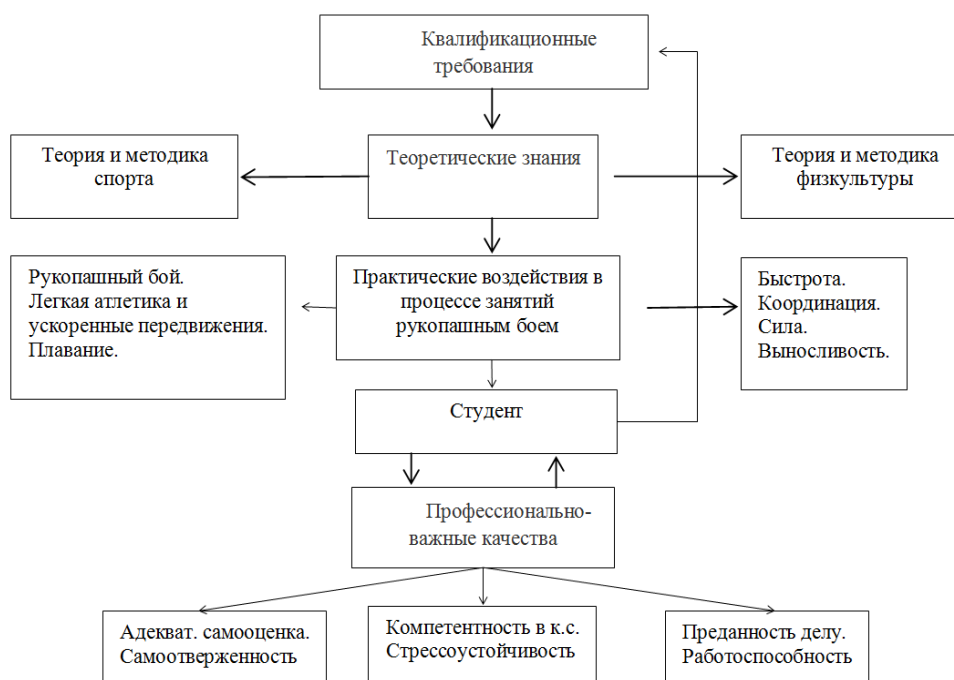 Квалификационные
требования
Теория и методика
спорта
Теоретические знания
Теория и методика
физкультуры
Рукопашный бой.
Легкая атлетика и
ускоренные передвижения.
Плавание.
Практические воздействия в
процессе занятий
рукопашным боем
Быстрота.
Координация.
Сила.
Выносливость.
Студент
Профессионально-
важные качества
Адекват. самооценка.
Самоотверженность
Компетентность в к.с.
Стрессоустойчивость
Преданность делу.
Работоспособность